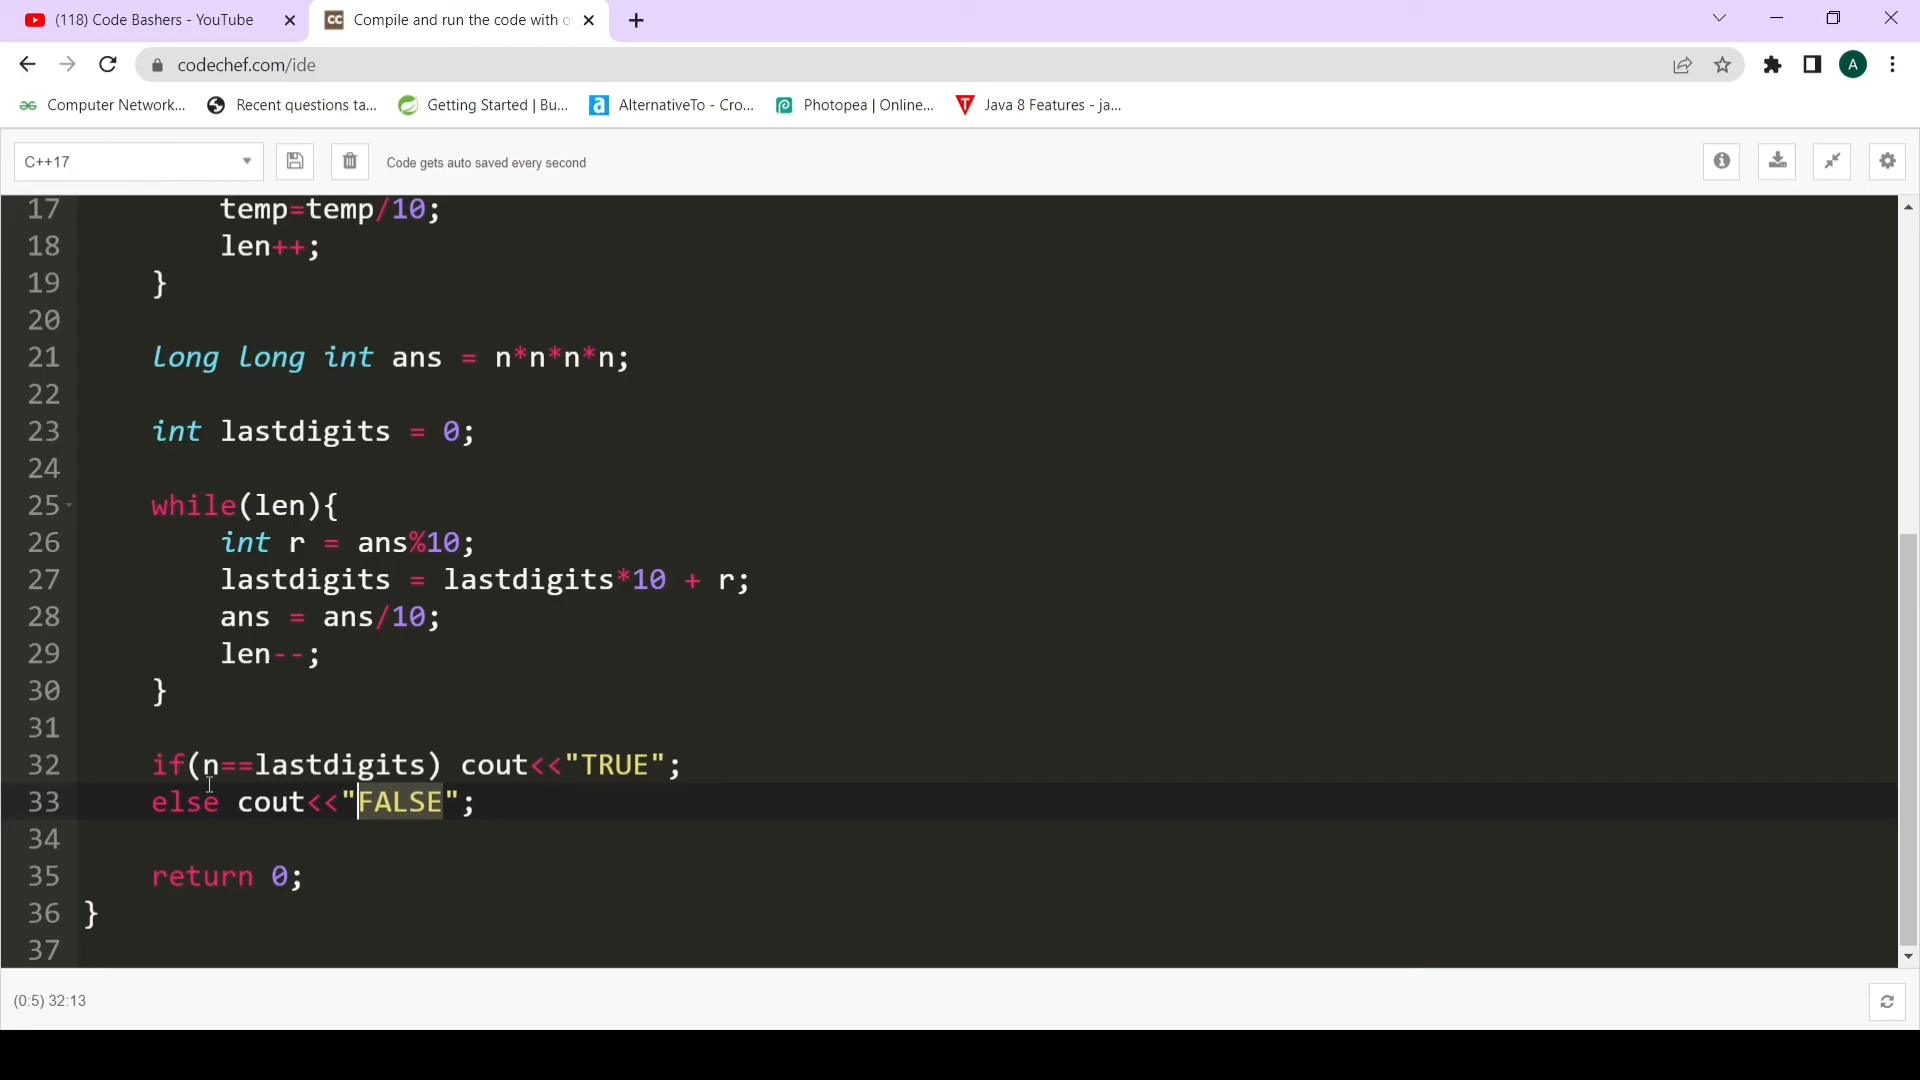 (118) Code Bashers - YouTube
Compile and run the code with o
codechef.com/ide
A
Computer Network...
Recent questions ta...
Getting Started | Bu...
AlternativeTo - Cro...
Photopea | Online...
Java 8 Features - ja...
C++17
Code gets auto saved every second
17 temp=temp/10;
18 len++;
19 }
20
21 long long int ans = n*n*n*n;
22
23 int lastdigits = 0;
24
25 while(len){
26 int r = ans%10;
27 lastdigits = lastdigits*10 + r;
28 ans = ans/10;
29 len--;
30 }
31
32 if(n==lastdigits) cout<<"TRUE";
33 else cout<<"FALSE";
34
35 return 0;
36 }
37
(0:5) 32:13